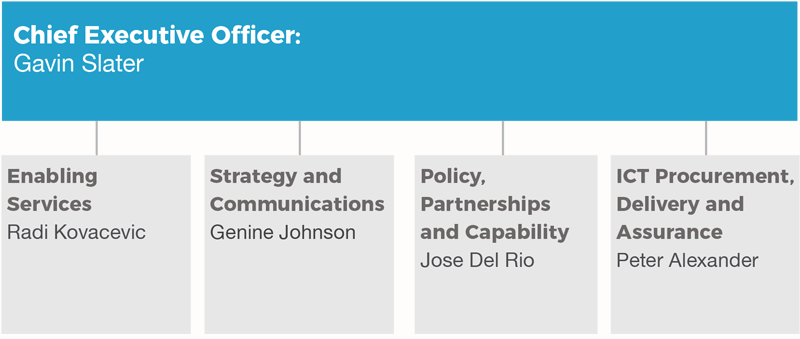 Chief Executive Officer:
Gavin Slater
Enabling
Services
Radi Kovacevic
Strategy and
Communications
Genine Johnson
Policy,
Partnerships
and Capability
Jose Del Rio
ICT Procurement,
Delivery and
Assurance
Peter Alexander